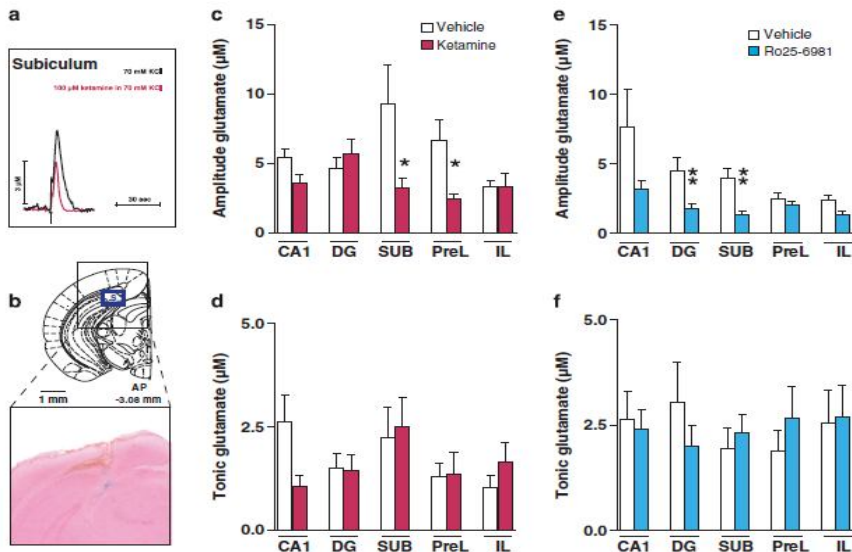 a
Subiculum
70 mM KCl
100 µM ketamine in 70 mM KCl
3 µM
30 sec
b
S
AP
-3.08 mm
1 mm
c
Vehicle
Ketamine
Amplitude glutamate (µM)
15
10
5
0
CA1 DG SUB PreL IL
* *
d
Tonic glutamate (µM)
5.0
2.5
0.0
CA1 DG SUB PreL IL
e
Vehicle
Ro25-6981
Amplitude glutamate (µM)
15
10
5
0
CA1 DG SUB PreL IL
** **
f
Tonic glutamate (µM)
5.0
2.5
0.0
CA1 DG SUB PreL IL